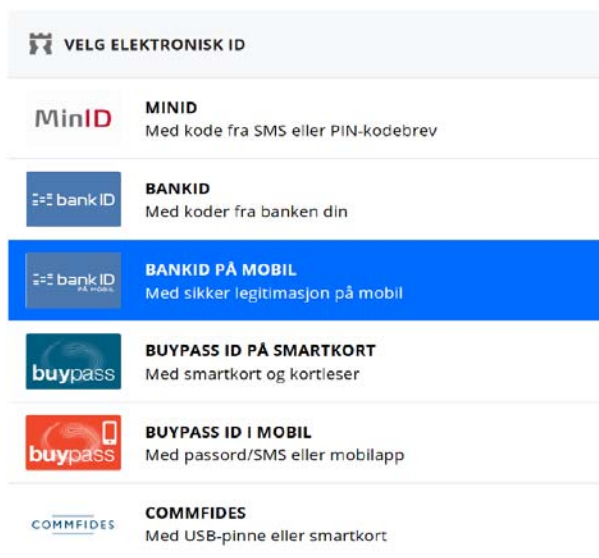 VELG ELEKTRONISK ID
MinID
MINID
Med kode fra SMS eller PIN-kodebrev
bankID
BANKID
Med koder fra banken din
bankID
PÅ MOBIL
BANKID PÅ MOBIL
Med sikker legitimasjon på mobil
buypass
BUYPASS ID PÅ SMARTKORT
Med smartkort og kortleser
buypass
BUYPASS ID I MOBIL
Med passord/SMS eller mobilapp
COMMFIDES
COMMFIDES
Med USB-pinne eller smartkort